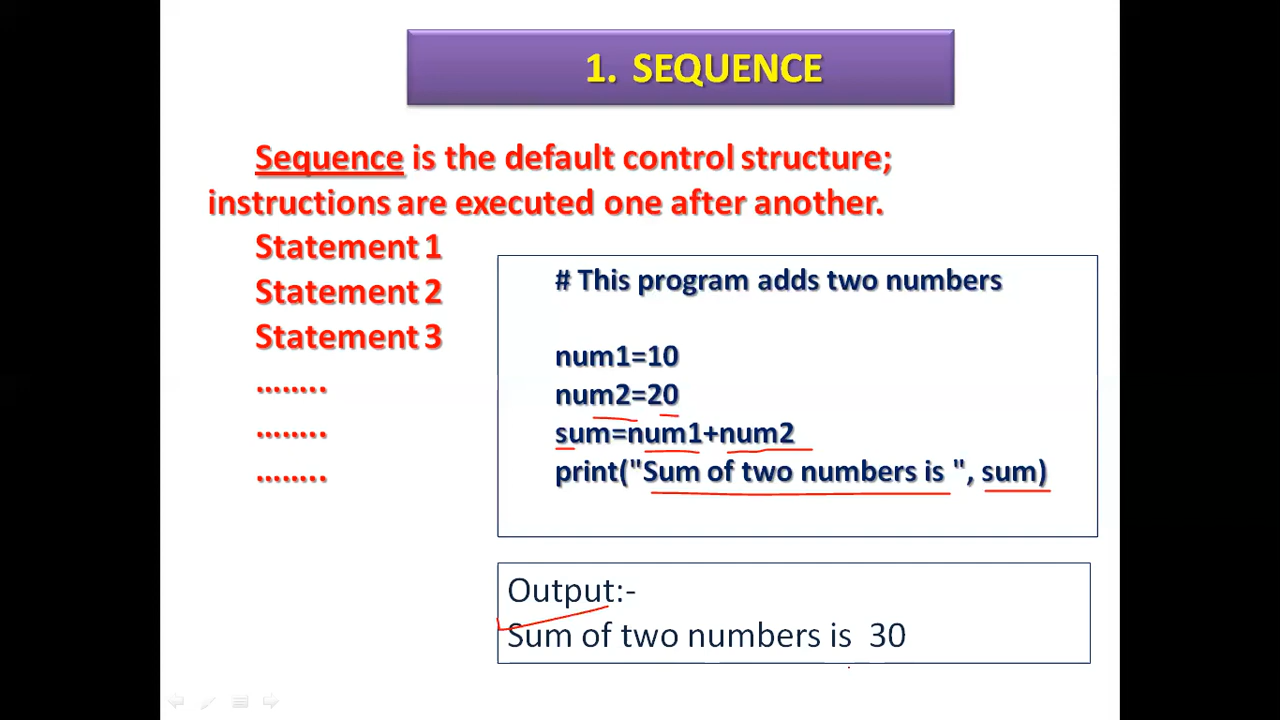 1. SEQUENCE
Sequence is the default control structure;
instructions are executed one after another.
Statement 1
Statement 2
Statement 3
........
........
........
# This program adds two numbers
num1=10
num2=20
sum=num1+num2
print("Sum of two numbers is ", sum)
Output:-
Sum of two numbers is  30